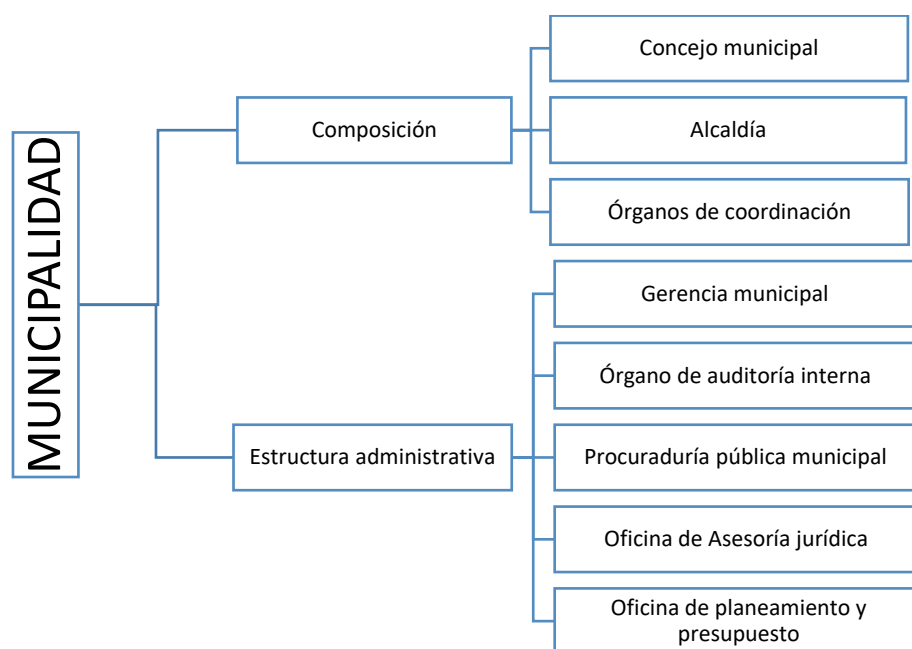 MUNICIPALIDAD
Composición
Concejo municipal
Alcaldía
Órganos de coordinación
Estructura administrativa
Gerencia municipal
Órgano de auditoría interna
Procuraduría pública municipal
Oficina de Asesoría jurídica
Oficina de planeamiento y
presupuesto